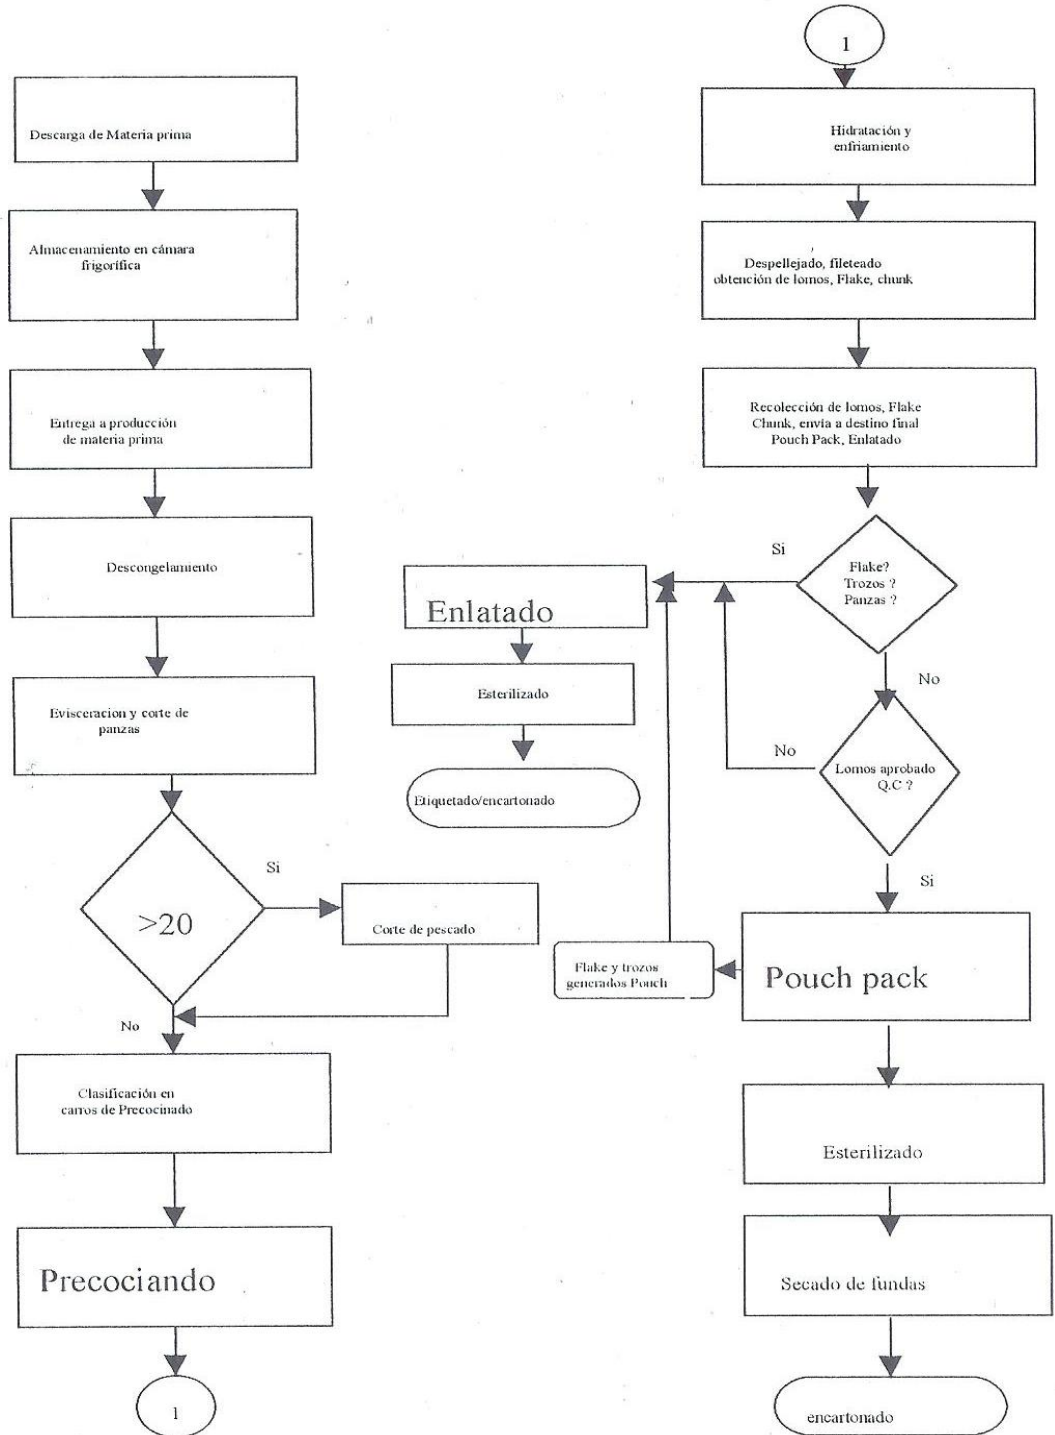 Descarga de Materia prima
Almacenamiento en cámara
frigorífica
Entrega a producción
de materia prima
Descongelamiento
Evisceracion y corte de
panzas
>20
Si
Corte de pescado
No
Clasificación en
carros de Precocinado
Precociando
1
1
Hidratación y
enfriamiento
Despellejado, fileteado
obtención de lomos, Flake, chunk
Recolección de lomos, Flake
Chunk, envía a destino final
Pouch Pack, Enlatado
Flake?
Trozos ?
Panzas ?
Si
Enlatado
Esterilizado
Etiquetado/encartonado
No
Lomos aprobado
Q.C ?
No
Si
Pouch pack
Flake y trozos
generados Pouch
Esterilizado
Secado de fundas
encartonado